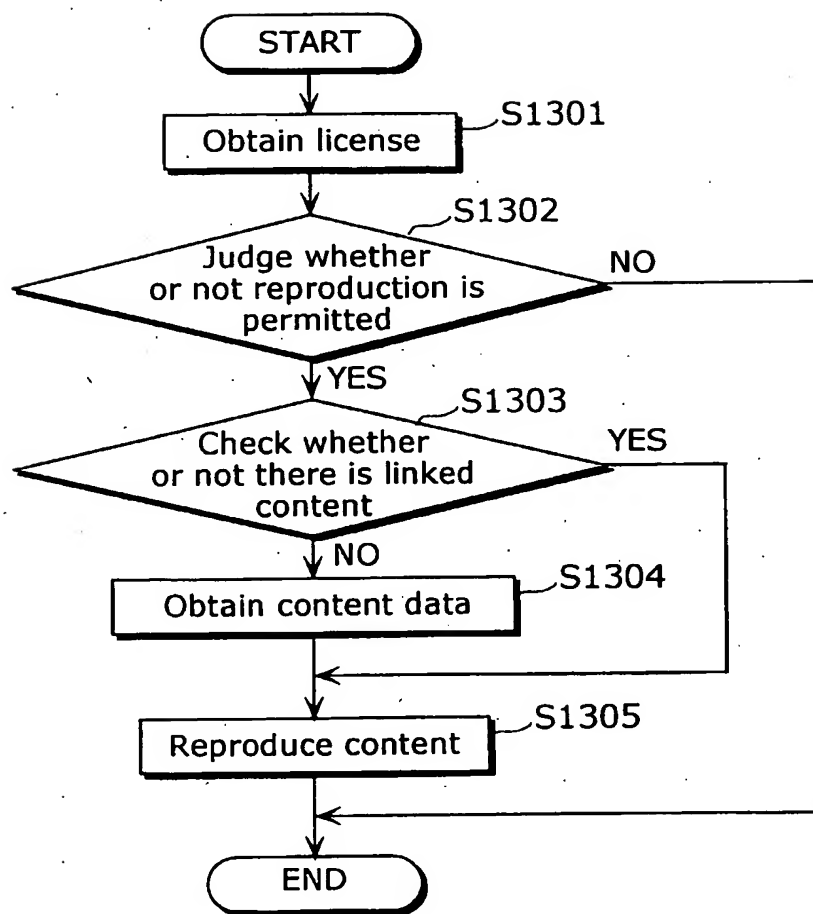 START
Obtain license
S1301
S1302
Judge whether
or not reproduction is
permitted
NO
YES
S1303
Check whether
or not there is linked
content
YES
NO
S1304
Obtain content data
S1305
Reproduce content
END